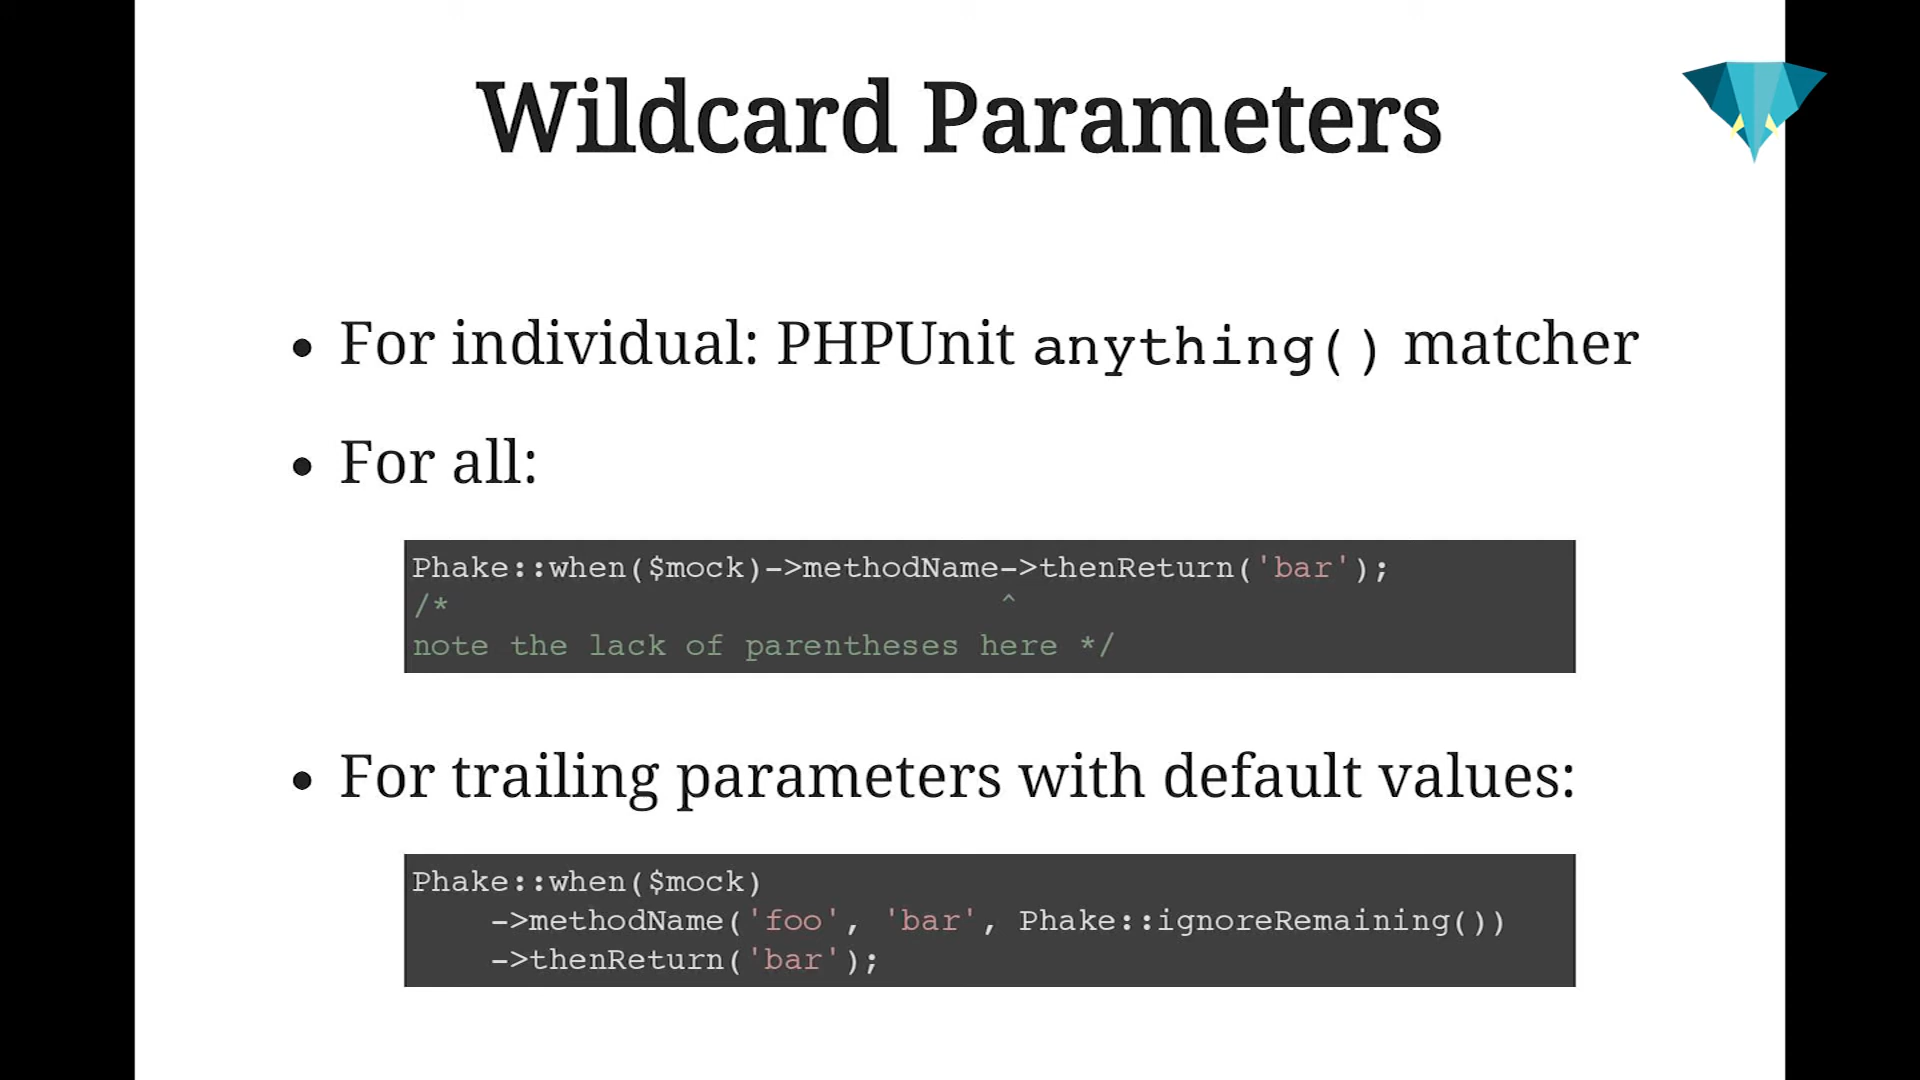 Wildcard Parameters
• For individual: PHPUnit anything() matcher
• For all:
Phake::when($mock)->methodName->thenReturn('bar');
/*                             ^
note the lack of parentheses here */
• For trailing parameters with default values:
Phake::when($mock)
    ->methodName('foo', 'bar', Phake::ignoreRemaining())
    ->thenReturn('bar');